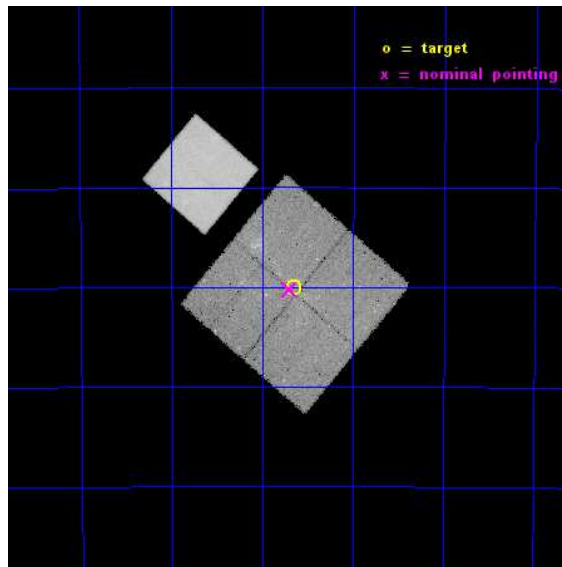 o = target
x = nominal pointing